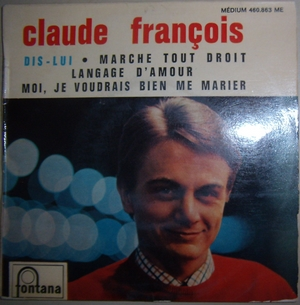 MÉDIUM 460.863 ME
claude françois
DIS-LUI • MARCHE TOUT DROIT
LANGAGE D'AMOUR
MOI, JE VOUDRAIS BIEN ME MARIER
fontana